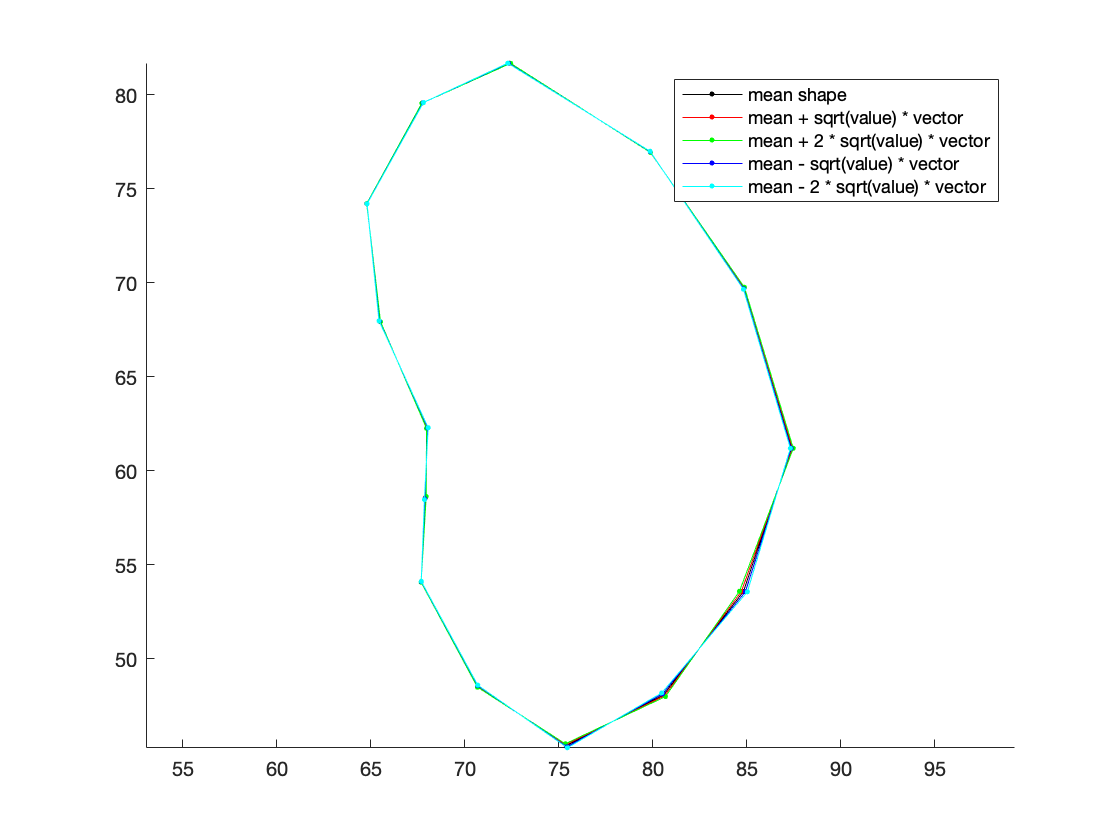 80
75
70
65
60
55
50
55 60 65 70 75 80 85 90 95
mean shape
mean + sqrt(value) * vector
mean + 2 * sqrt(value) * vector
mean - sqrt(value) * vector
mean - 2 * sqrt(value) * vector